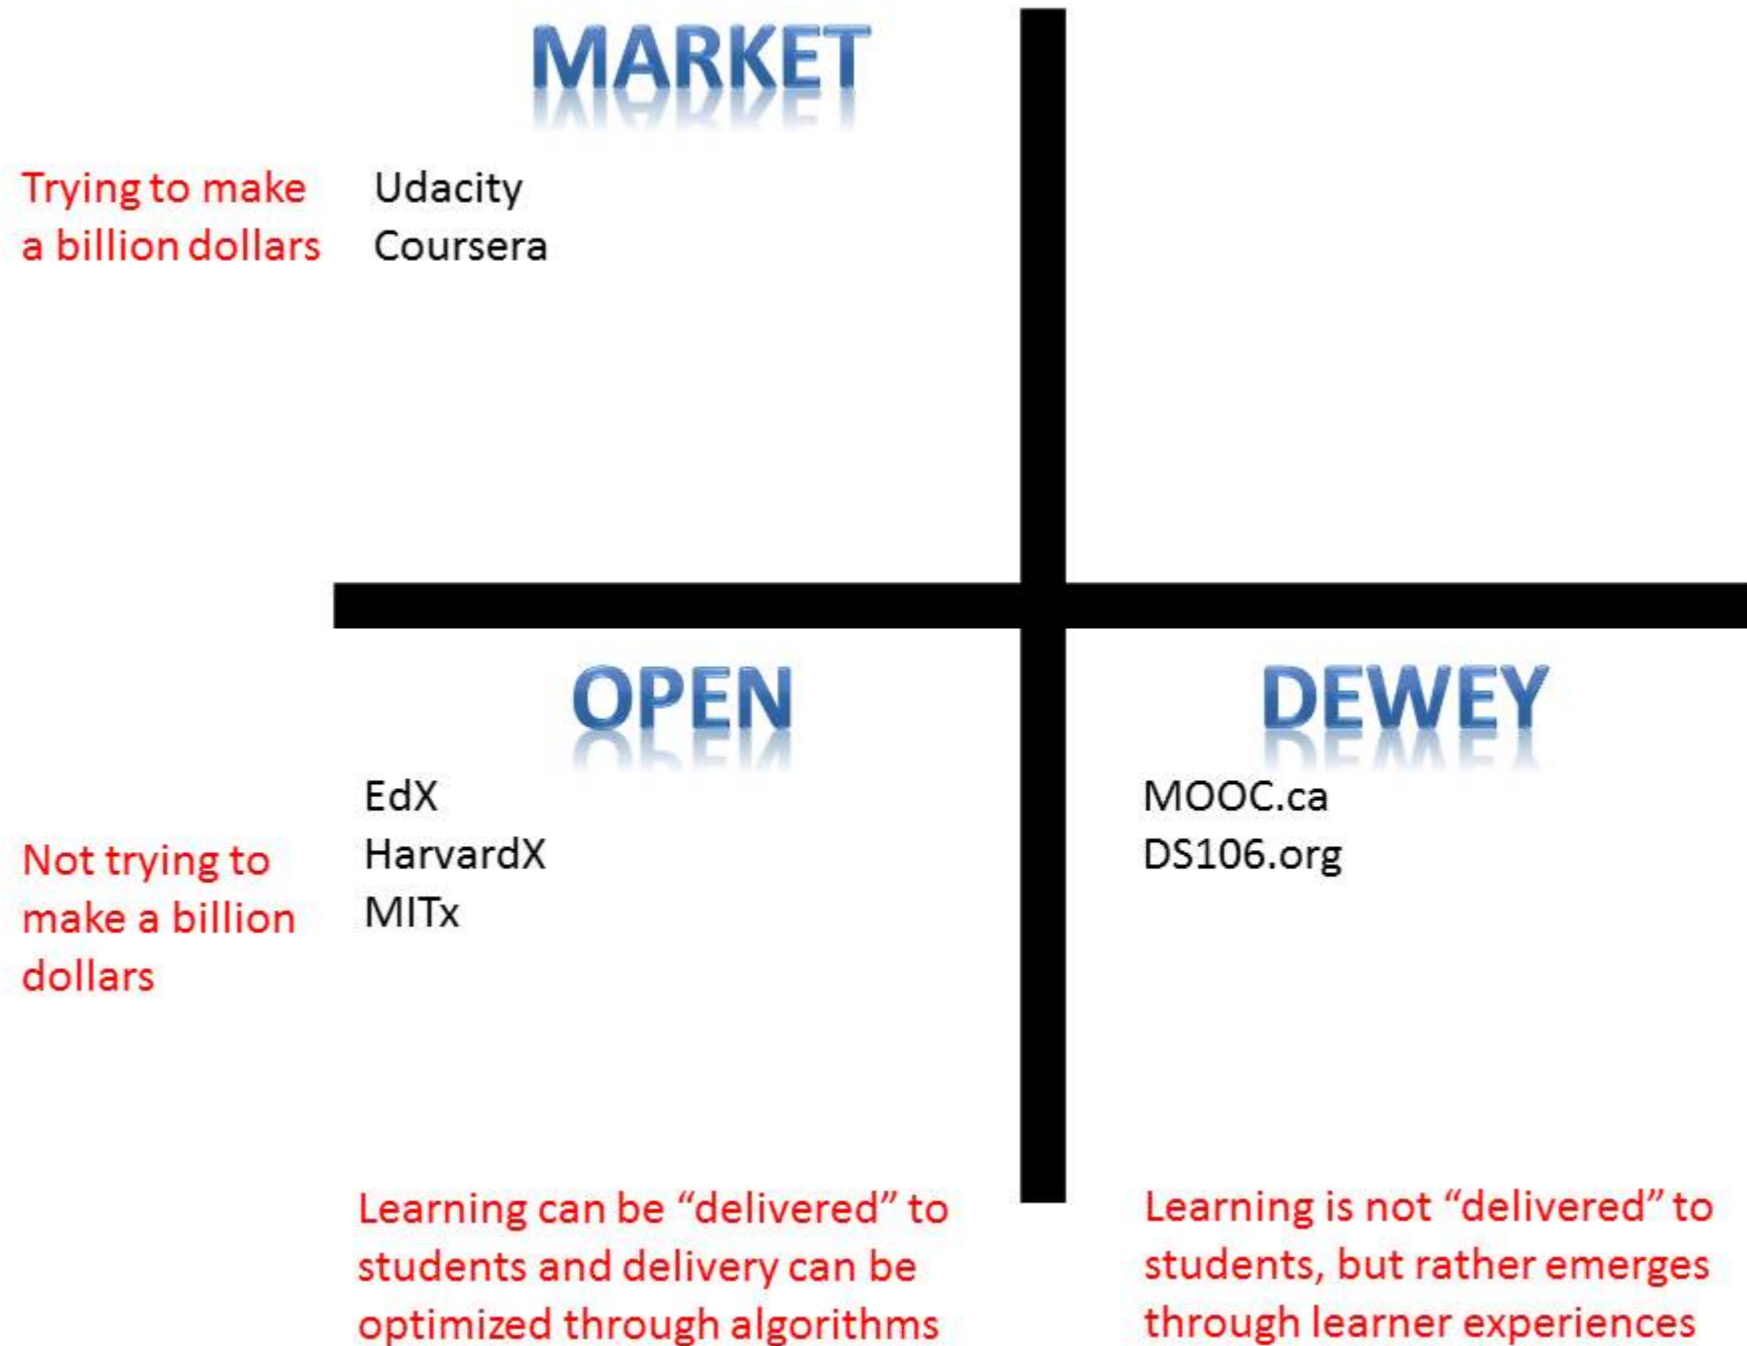 MARKET
Trying to make
a billion dollars
Udacity
Coursera
OPEN
EdX
HarvardX
MITx
DEWEY
MOOC.ca
DS106.org
Not trying to
make a billion
dollars
Learning can be “delivered” to
students and delivery can be
optimized through algorithms
Learning is not “delivered” to
students, but rather emerges
through learner experiences